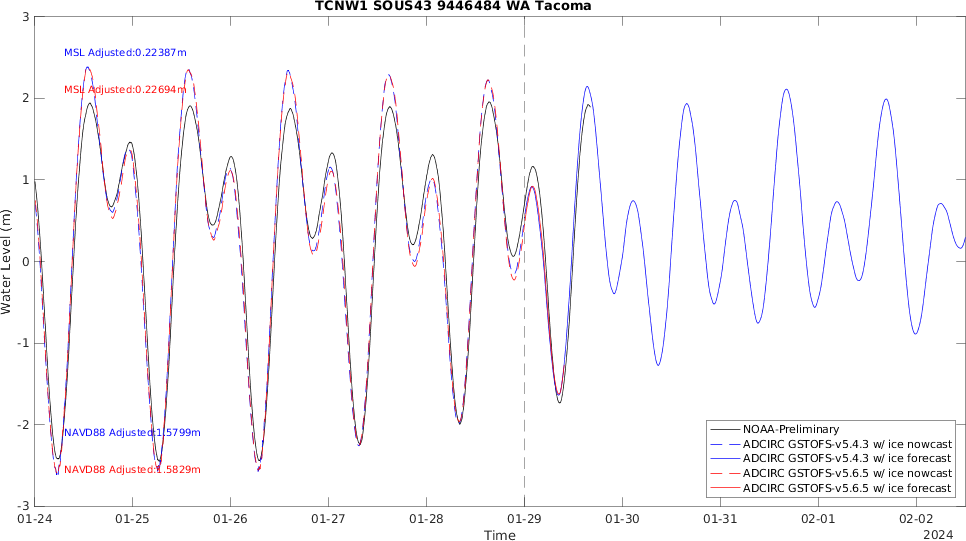 TCNW1 SOUS43 9446484 WA Tacoma
3
2
1
0
-1
-2
-3
Water Level (m)
MSL Adjusted:0.22387m
MSL Adjusted:0.22694m
NAVD88 Adjusted:1.5799m
NAVD88 Adjusted:1.5829m
NOAA-Preliminary
ADCIRC GSTOFS-v5.4.3 w/ ice nowcast
ADCIRC GSTOFS-v5.4.3 w/ ice forecast
ADCIRC GSTOFS-v5.6.5 w/ ice nowcast
ADCIRC GSTOFS-v5.6.5 w/ ice forecast
01-24 01-25 01-26 01-27 01-28 01-29 01-30 01-31 02-01 02-02
Time
2024